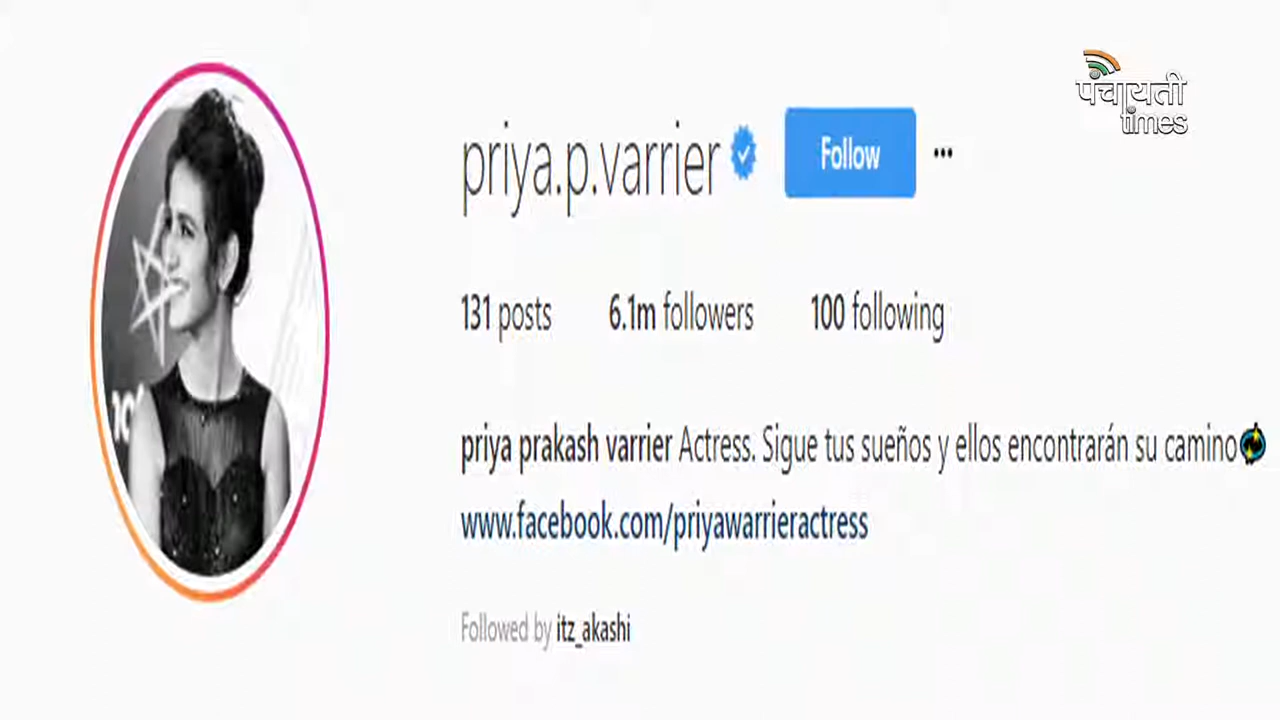 पंचायती
times
priya.p.varrier Follow
131 posts 6.1m followers 100 following
priya prakash varrier Actress. Sigue tus sueños y ellos encontrarán su camino
www.facebook.com/priyawarrieractress
Followed by itz_akashi